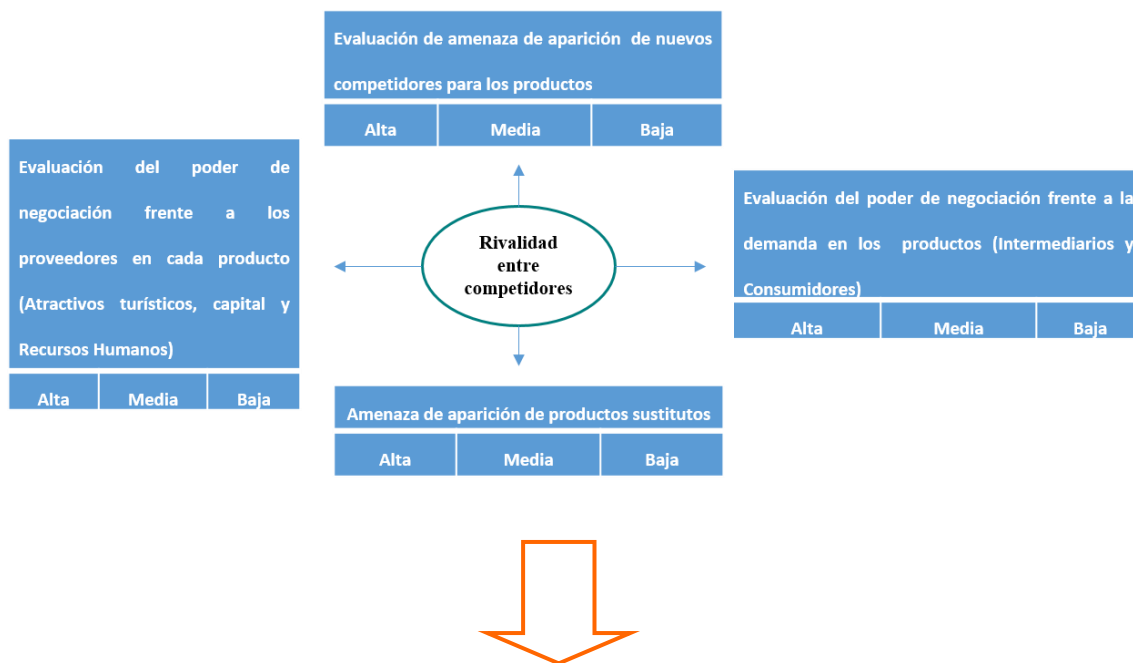 Evaluación de amenaza de aparición de nuevos
competidores para los productos
Alta Media Baja
Evaluación del poder de
negociación frente a los
proveedores en cada producto
(Atractivos turísticos, capital y
Recursos Humanos)
Alta Media Baja
Rivalidad
entre
competidores
Evaluación del poder de negociación frente a la
demanda en los productos (Intermediarios y
Consumidores)
Alta Media Baja
Amenaza de aparición de productos sustitutos
Alta Media Baja